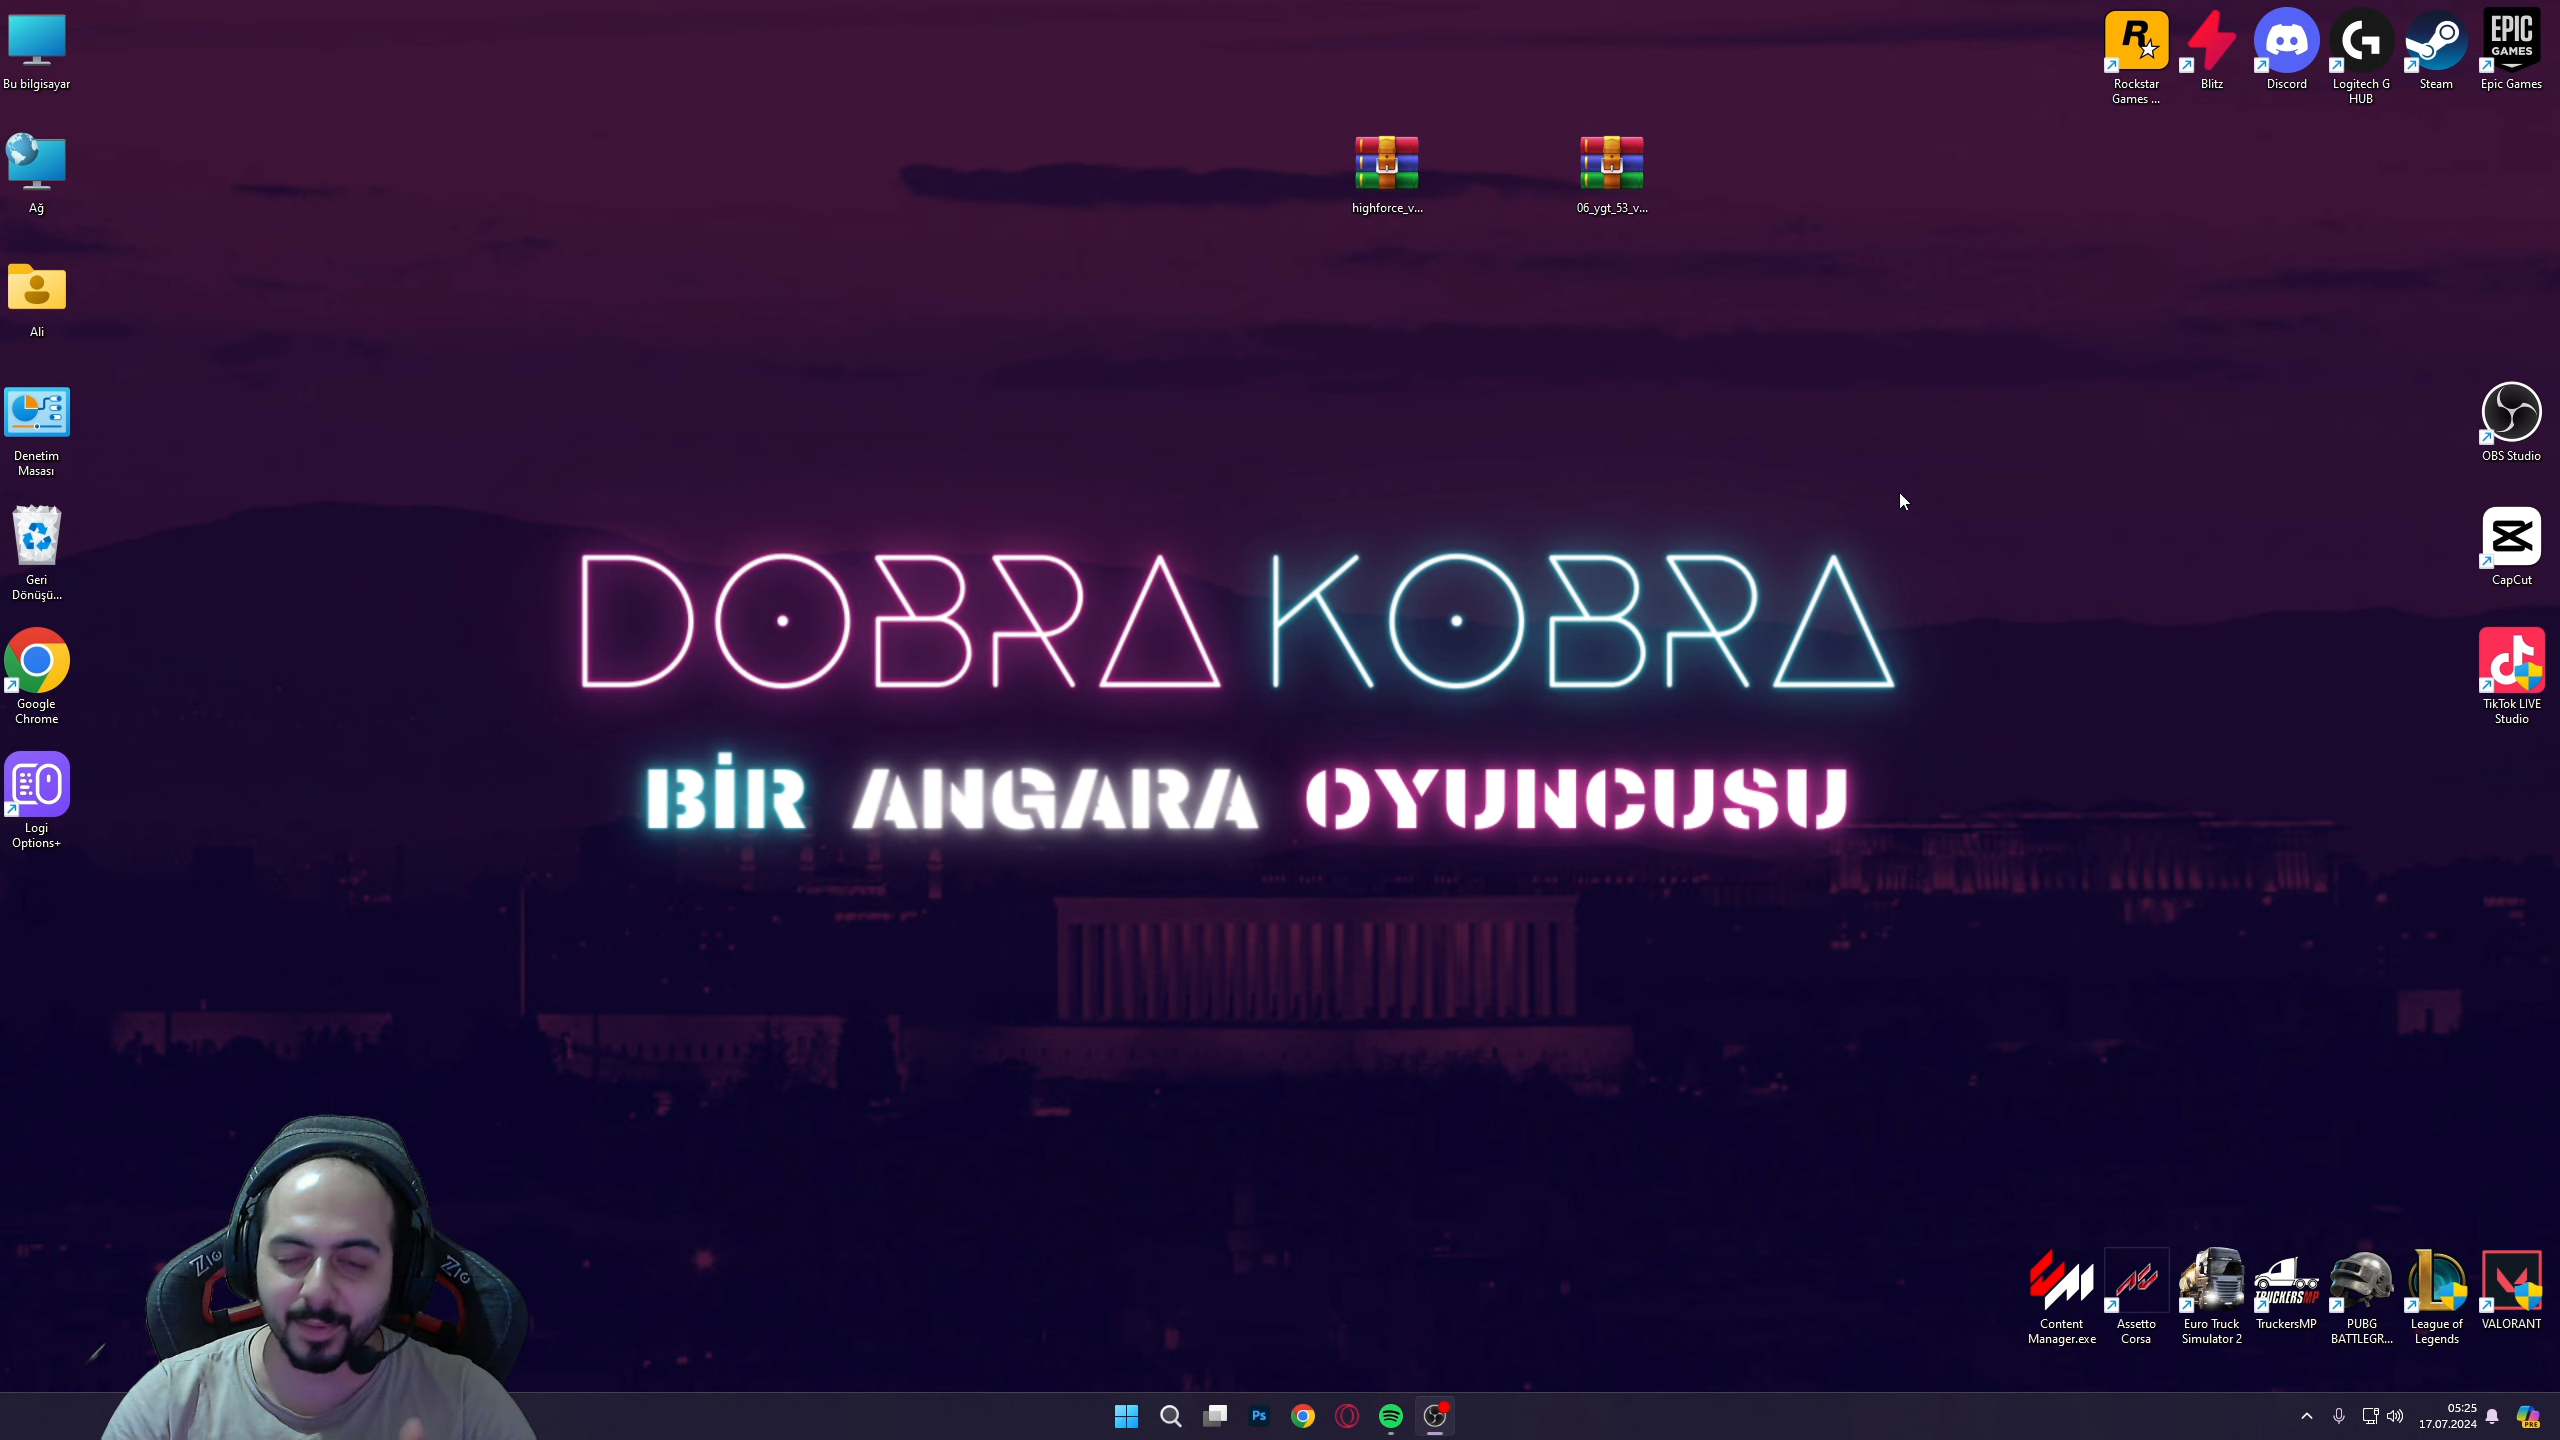 Bu bilgisayar
Rockstar
Games ...
Blitz
Discord
Logitech G
HUB
Steam
EPIC
GAMES
Epic Games
Ağ
highforce_v...
06_ygt_53_v...
Ali
Denetim
Masası
OBS Studio
Geri
Dönüşü...
CapCut
DOBRA KOBRA
Google
Chrome
TikTok LIVE
Studio
BİR ANGARA OYUNCUSU
Logi
Options+
TRUCKERSMP
Content
Manager.exe
Assetto
Corsa
Euro Truck
Simulator 2
TruckersMP
PUBG
BATTLEGR...
League of
Legends
VALORANT
Ps
05:25
17.07.2024
PRE